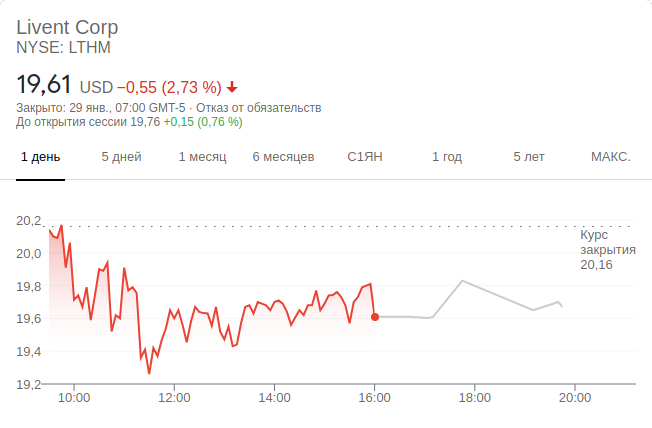 Livent Corp
NYSE: LTHM
19,61 USD −0,55 (2,73 %)
Закрыто: 29 янв., 07:00 GMT-5 · Отказ от обязательств
До открытия сессии 19,76 +0,15 (0,76 %)
1 день 5 дней 1 месяц 6 месяцев С1ЯН 1 год 5 лет МАКС.
20,2
Курс
закрытия
20,16
20,0
19,8
19,6
19,4
19,2
10:00 12:00 14:00 16:00 18:00 20:00